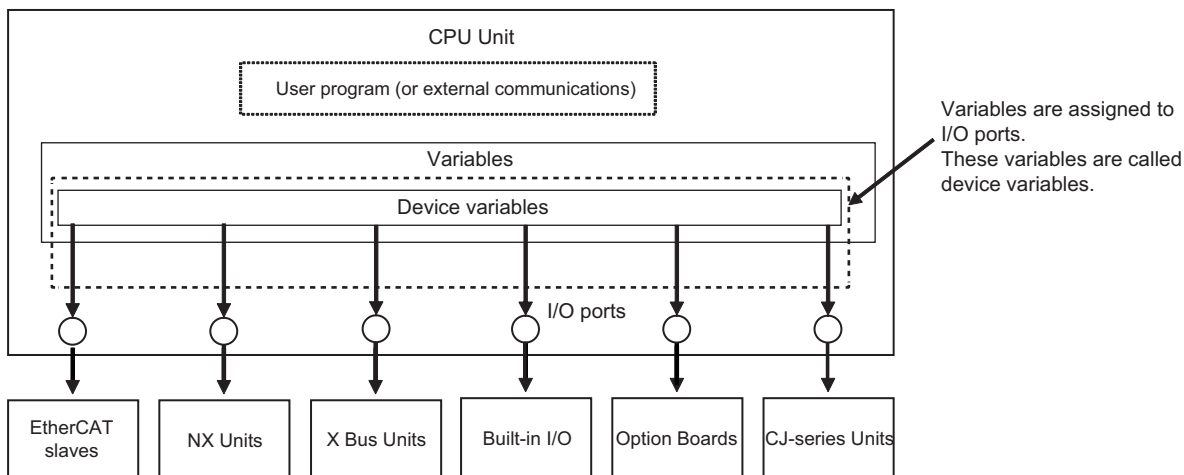 CPU Unit
User program (or external communications)
Variables are assigned to
I/O ports.
These variables are called
device variables.
Variables
Device variables
I/O ports
EtherCAT
slaves
NX Units
X Bus Units
Built-in I/O
Option Boards
CJ-series Units